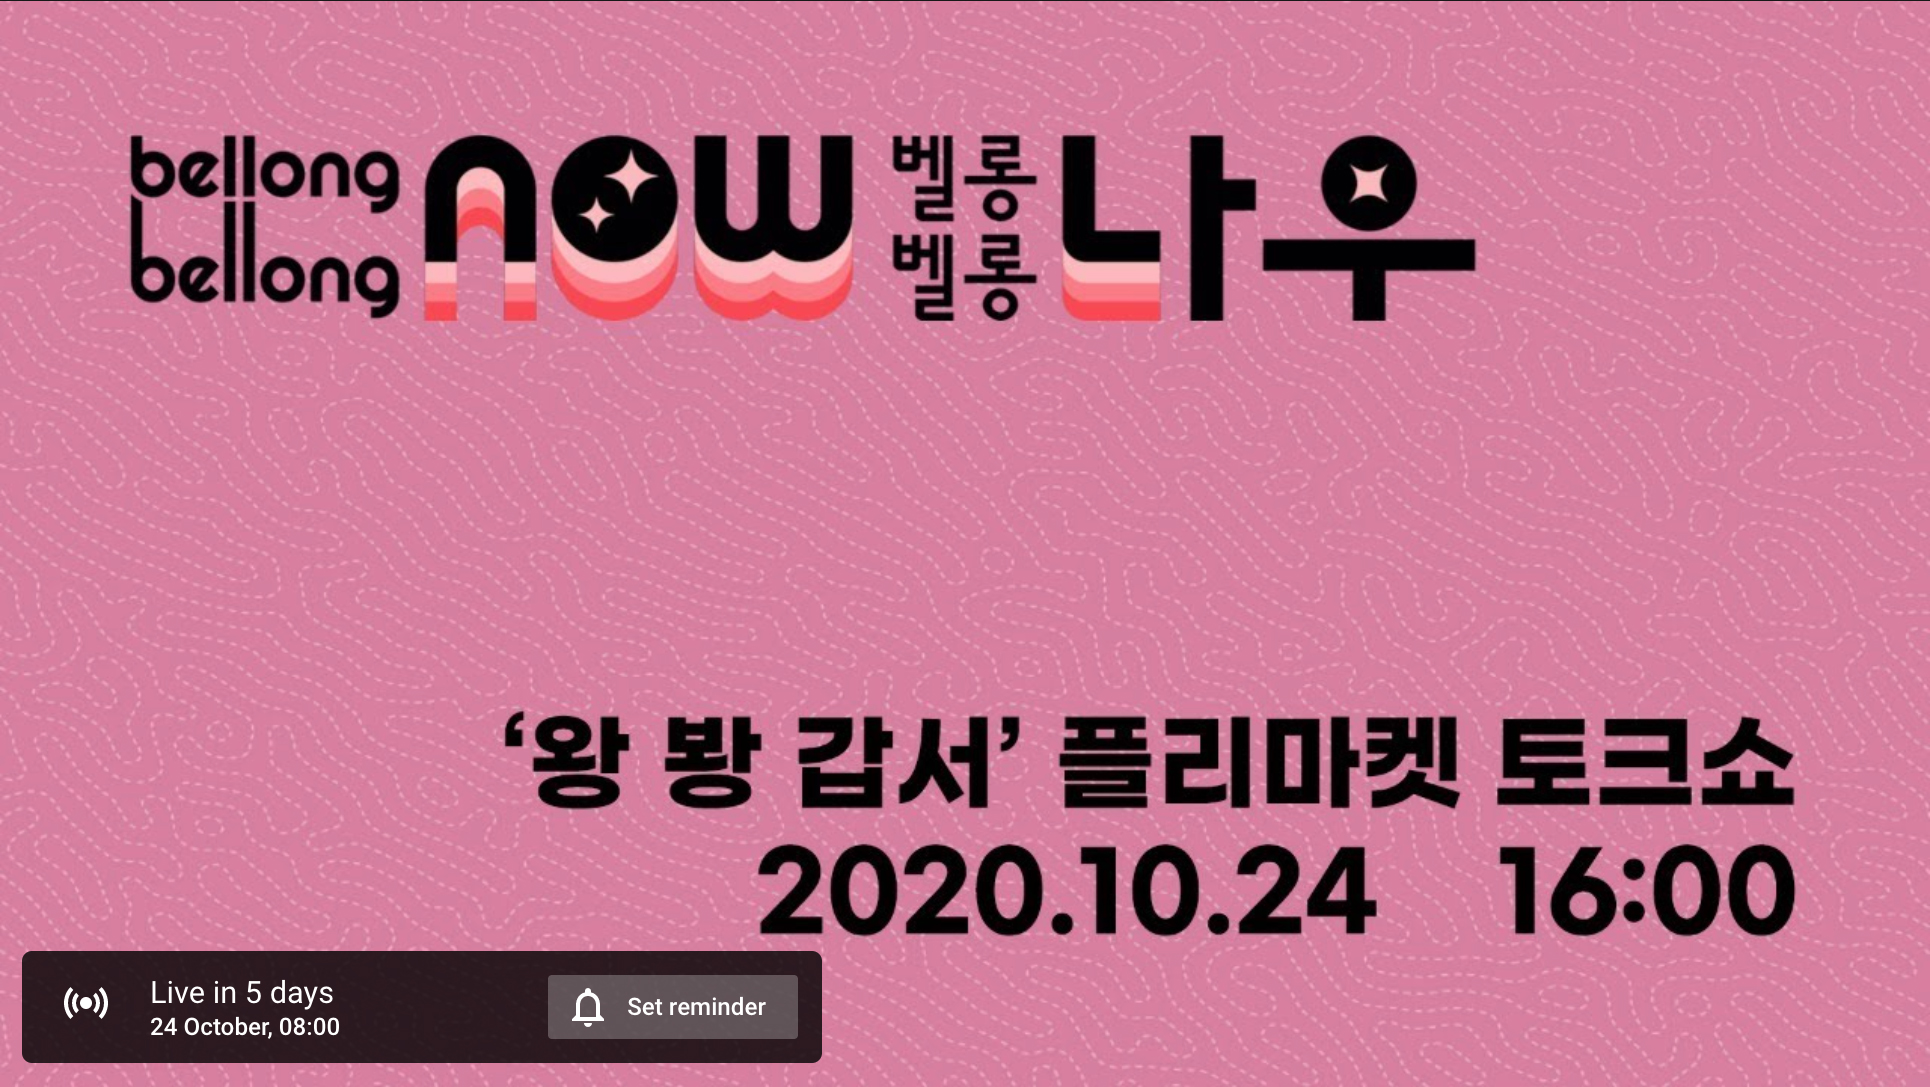 bellong
bellong
now
벨롱
벨롱
나우
‘왕 봥 갑서’ 플리마켓 토크쇼
2020.10.24 16:00
Live in 5 days
24 October, 08:00
Set reminder